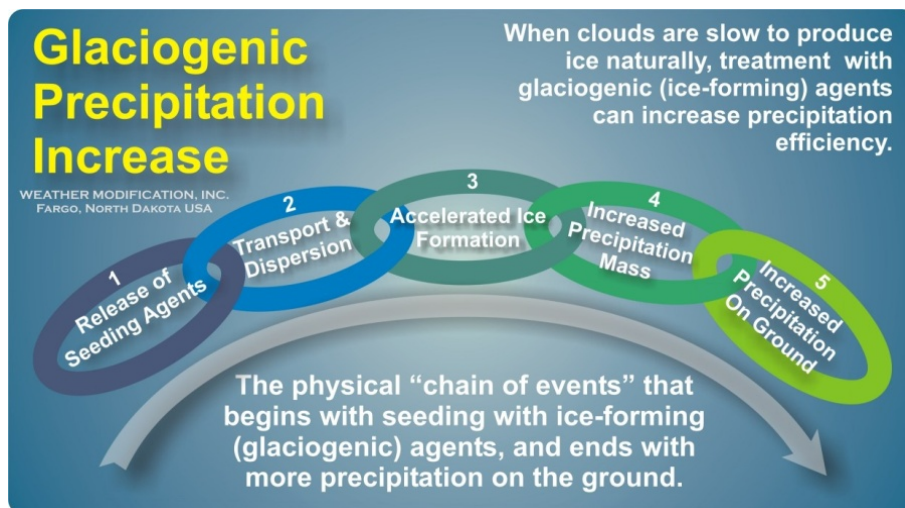 Glaciogenic
Precipitation
Increase
WEATHER MODIFICATION, INC.
FARGO, NORTH DAKOTA USA
When clouds are slow to produce
ice naturally, treatment with
glaciogenic (ice-forming) agents
can increase precipitation
efficiency.
1
Release of
Seeding Agents
2
Transport &
Dispersion
3
Accelerated Ice
Formation
4
Increased
Precipitation
Mass
5
Increased
Precipitation
On Ground
The physical “chain of events” that
begins with seeding with ice-forming
(glaciogenic) agents, and ends with
more precipitation on the ground.